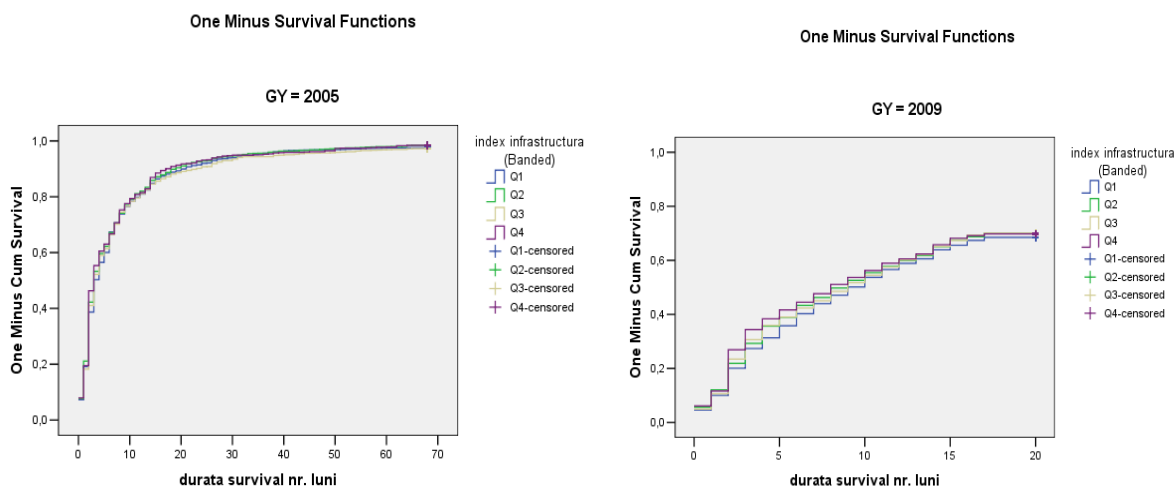 One Minus Survival Functions
GY = 2005
One Minus Cum Survival
1,0
0,8
0,6
0,4
0,2
0,0
0 10 20 30 40 50 60 70
durata survival nr. luni
index infrastructura
(Banded)
Q1
Q2
Q3
Q4
Q1-censored
Q2-censored
Q3-censored
Q4-censored
One Minus Survival Functions
GY = 2009
One Minus Cum Survival
1,0
0,8
0,6
0,4
0,2
0,0
0 5 10 15 20
durata survival nr. luni
index infrastructura
(Banded)
Q1
Q2
Q3
Q4
Q1-censored
Q2-censored
Q3-censored
Q4-censored